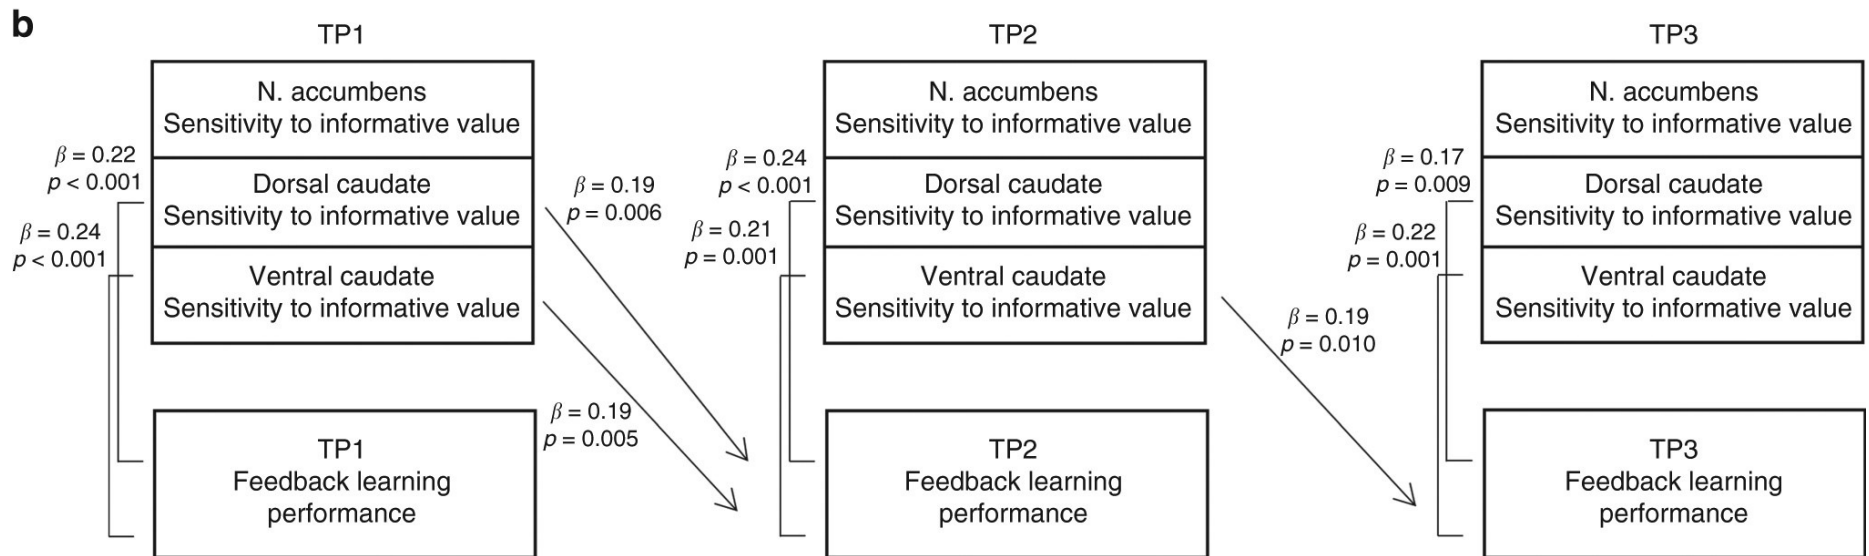 b
TP1
N. accumbens
Sensitivity to informative value
Dorsal caudate
Sensitivity to informative value
Ventral caudate
Sensitivity to informative value
β = 0.22
p < 0.001
β = 0.24
p < 0.001
TP1
Feedback learning
performance
β = 0.19
p = 0.006
β = 0.19
p = 0.005
TP2
N. accumbens
Sensitivity to informative value
Dorsal caudate
Sensitivity to informative value
Ventral caudate
Sensitivity to informative value
β = 0.24
p < 0.001
β = 0.21
p = 0.001
TP2
Feedback learning
performance
β = 0.19
p = 0.010
TP3
N. accumbens
Sensitivity to informative value
Dorsal caudate
Sensitivity to informative value
Ventral caudate
Sensitivity to informative value
β = 0.17
p = 0.009
β = 0.22
p = 0.001
TP3
Feedback learning
performance